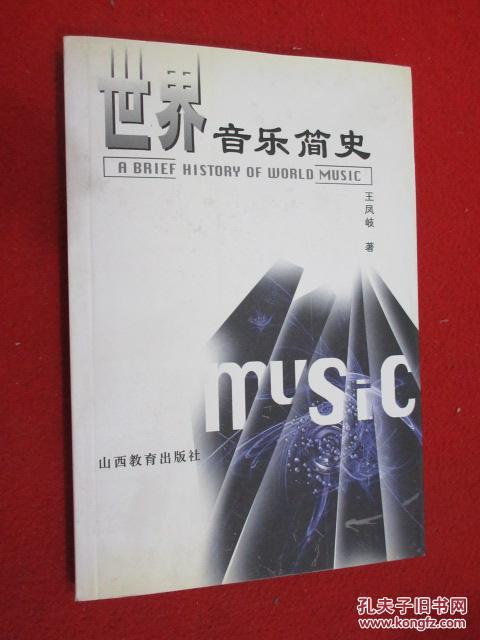 世界音乐简史
A BRIEF HISTORY OF WORLD MUSIC
王凤岐 著
music
山西教育出版社
孔夫子旧书网
www.kongfz.com